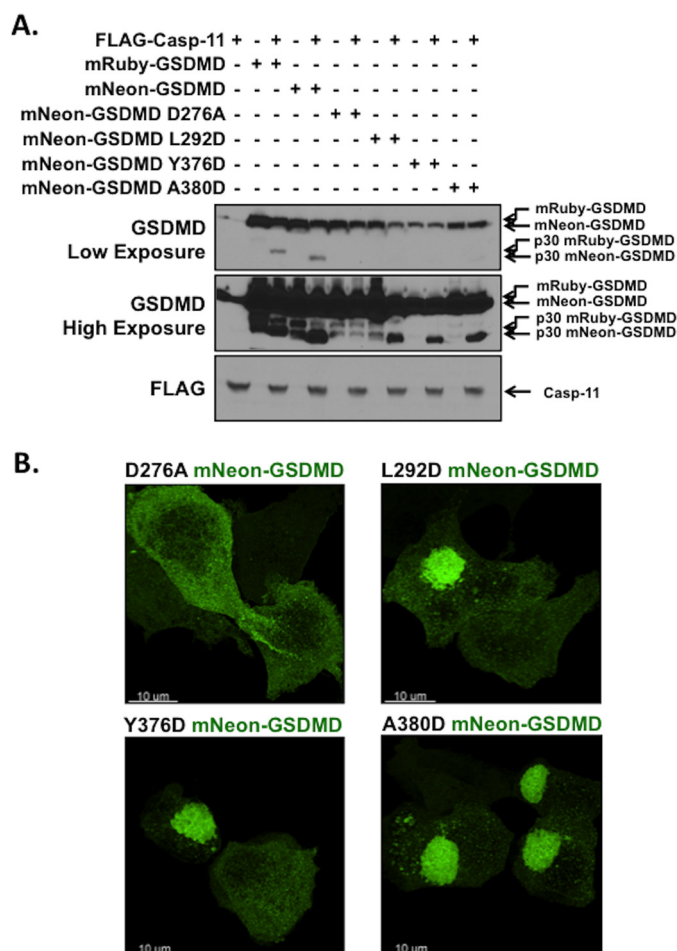 A.
FLAG-Casp-11 + - + - + - + - + - + - +
mRuby-GSDMD - + + - - - - - - - - - -
mNeon-GSDMD - - - + + - - - - - - - -
mNeon-GSDMD D276A - - - - - + + - - - - - -
mNeon-GSDMD L292D - - - - - - - + + - - - -
mNeon-GSDMD Y376D - - - - - - - - - + + - -
mNeon-GSDMD A380D - - - - - - - - - - - + +
GSDMD
Low Exposure
mRuby-GSDMD
mNeon-GSDMD
p30 mRuby-GSDMD
p30 mNeon-GSDMD
GSDMD
High Exposure
mRuby-GSDMD
mNeon-GSDMD
p30 mRuby-GSDMD
p30 mNeon-GSDMD
FLAG
Casp-11
B.
D276A mNeon-GSDMD
L292D mNeon-GSDMD
10 um
10 um
Y376D mNeon-GSDMD
A380D mNeon-GSDMD
10 um
10 um